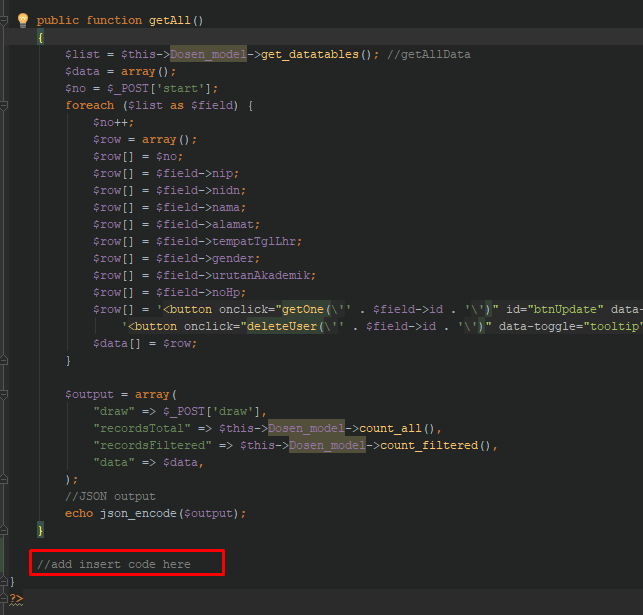 public function getAll()
{
$list = $this->Dosen_model->get_datatables(); //getAllData
$data = array();
$no = $_POST['start'];
foreach ($list as $field) {
$no++;
$row = array();
$row[] = $no;
$row[] = $field->nip;
$row[] = $field->nidn;
$row[] = $field->nama;
$row[] = $field->alamat;
$row[] = $field->tempatTglLhr;
$row[] = $field->gender;
$row[] = $field->urutanAkademik;
$row[] = $field->noHp;
$row[] = '<button onclick="getOne(\'' . $field->id . '\')" id="btnUpdate" data-
'<button onclick="deleteUser(\'' . $field->id . '\')" data-toggle="tooltip"
$data[] = $row;
}
$output = array(
"draw" => $_POST['draw'],
"recordsTotal" => $this->Dosen_model->count_all(),
"recordsFiltered" => $this->Dosen_model->count_filtered(),
"data" => $data,
);
//JSON output
echo json_encode($output);
}
//add insert code here
}
?>